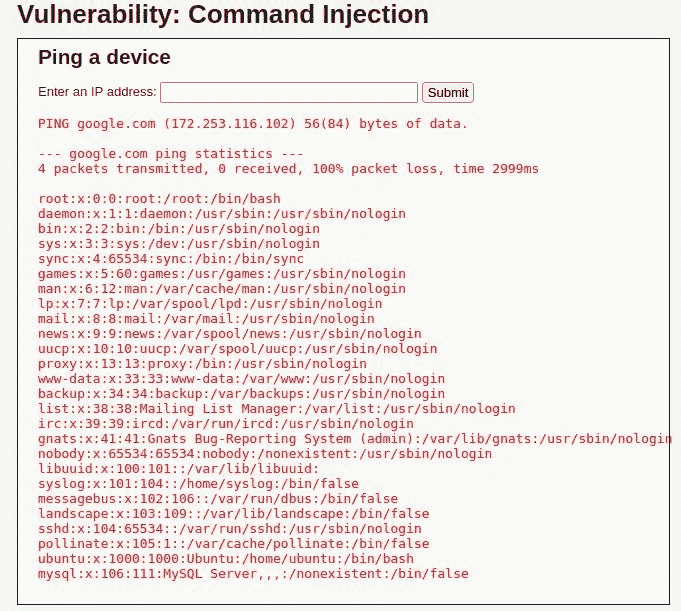 Vulnerability: Command Injection
Ping a device
Enter an IP address: Submit
PING google.com (172.253.116.102) 56(84) bytes of data.
--- google.com ping statistics ---
4 packets transmitted, 0 received, 100% packet loss, time 2999ms
root:x:0:0:root:/root:/bin/bash
daemon:x:1:1:daemon:/usr/sbin:/usr/sbin/nologin
bin:x:2:2:bin:/bin:/usr/sbin/nologin
sys:x:3:3:sys:/dev:/usr/sbin/nologin
sync:x:4:65534:sync:/bin:/bin/sync
games:x:5:60:games:/usr/games:/usr/sbin/nologin
man:x:6:12:man:/var/cache/man:/usr/sbin/nologin
lp:x:7:7:lp:/var/spool/lpd:/usr/sbin/nologin
mail:x:8:8:mail:/var/mail:/usr/sbin/nologin
news:x:9:9:news:/var/spool/news:/usr/sbin/nologin
uucp:x:10:10:uucp:/var/spool/uucp:/usr/sbin/nologin
proxy:x:13:13:proxy:/bin:/usr/sbin/nologin
www-data:x:33:33:www-data:/var/www:/usr/sbin/nologin
backup:x:34:34:backup:/var/backups:/usr/sbin/nologin
list:x:38:38:Mailing List Manager:/var/list:/usr/sbin/nologin
irc:x:39:39:ircd:/var/run/ircd:/usr/sbin/nologin
gnats:x:41:41:Gnats Bug-Reporting System (admin):/var/lib/gnats:/usr/sbin/nologin
nobody:x:65534:65534:nobody:/nonexistent:/usr/sbin/nologin
libuuid:x:100:101::/var/lib/libuuid:
syslog:x:101:104::/home/syslog:/bin/false
messagebus:x:102:106::/var/run/dbus:/bin/false
landscape:x:103:109::/var/lib/landscape:/bin/false
sshd:x:104:65534::/var/run/sshd:/usr/sbin/nologin
pollinate:x:105:1::/var/cache/pollinate:/bin/false
ubuntu:x:1000:1000:Ubuntu:/home/ubuntu:/bin/bash
mysql:x:106:111:MySQL Server,,,:/nonexistent:/bin/false